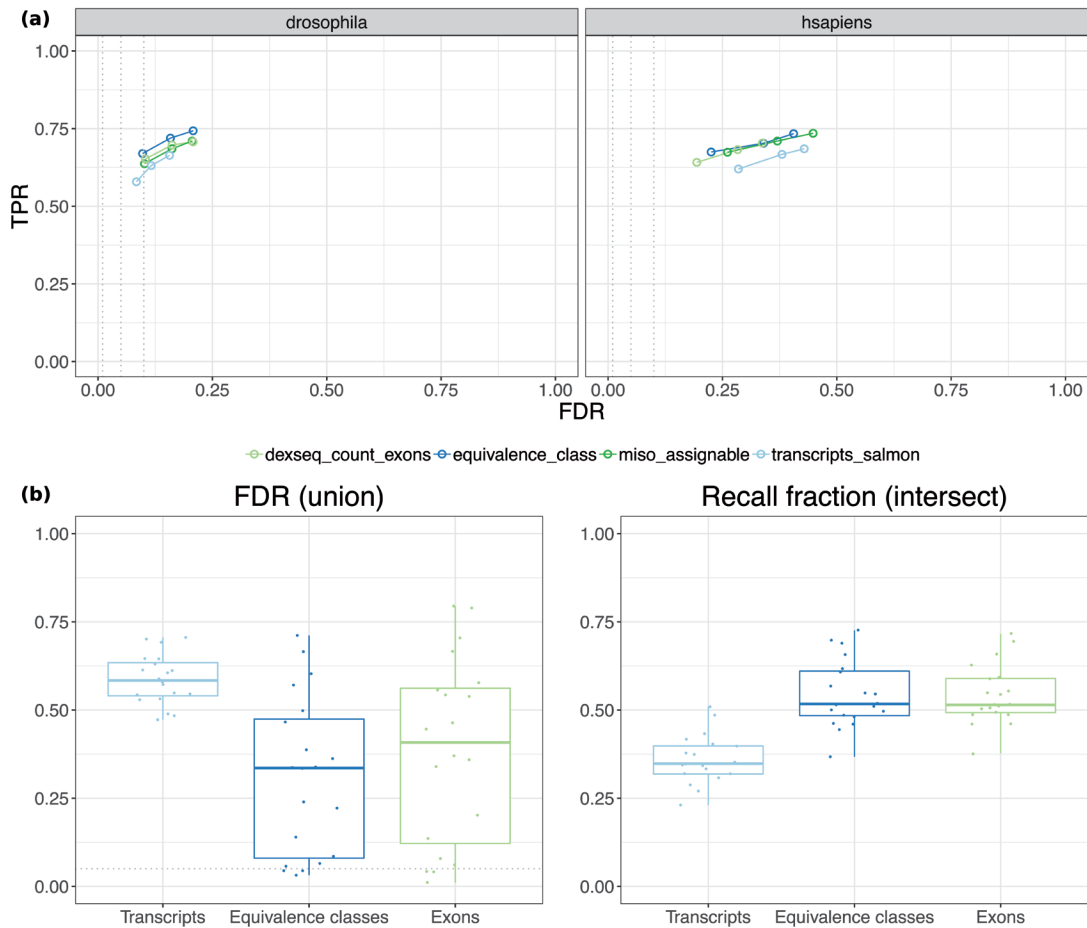 (a)
drosophila
hsapiens
1.00
0.75
0.50
0.25
0.00
TPR
0.00 0.25 0.50 0.75 1.00 0.00 0.25 0.50 0.75 1.00
FDR
dexseq_count_exons equivalence_class miso_assignable transcripts_salmon
(b)
FDR (union)
Recall fraction (intersect)
1.00
0.75
0.50
0.25
0.00
Transcripts Equivalence classes Exons
1.00
0.75
0.50
0.25
0.00
Transcripts Equivalence classes Exons